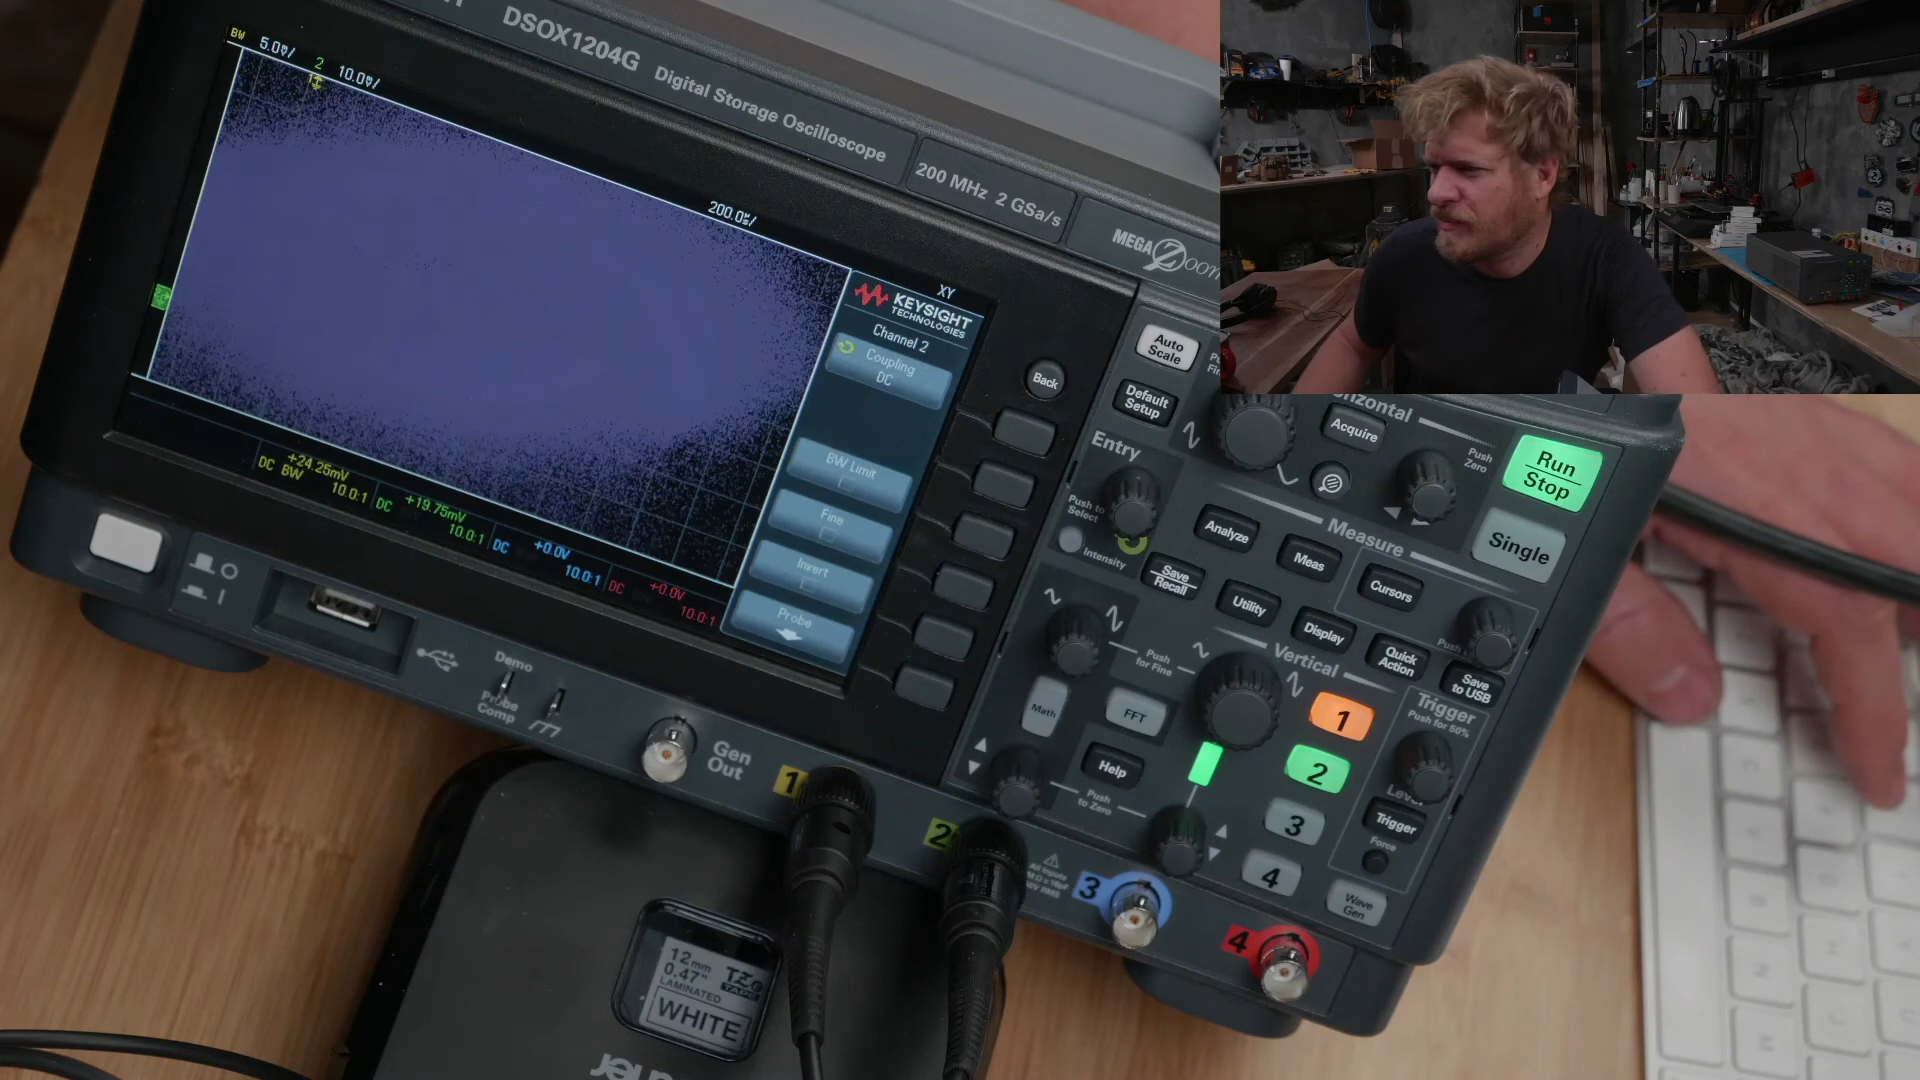 DSOX1204G
Digital Storage Oscilloscope
200 MHz 2 GSa/s
MEGA Zoom
BW
5.0V/
2
10.0V/
200.0
XY
KEYSIGHT
TECHNOLOGIES
Channel 2
Coupling
DC
BW Limit
Fine
Invert
Probe
DC BW
+24.25mV
10.0:1
DC
+19.75mV
10.0:1
DC
+0.0V
10.0:1
DC
+0.0V
10.0:1
Back
Auto
Scale
Default
Setup
Acquire
Push
Zero
Run
Stop
Single
Entry
Push to
Select
Intensity
Analyze
Measure
Meas
Cursors
Save
Recall
Utility
Display
Quick
Action
Save
to USB
Push
for Fine
Vertical
Math
FFT
Help
Push
to Zero
1
2
3
4
Trigger
Push for 50%
Level
Trigger
Force
Wave
Gen
Demo
Probe
Comp
Gen
Out
1
2
3
4
12mm
0.47"
LAMINATED
TZe
TAPE
WHITE